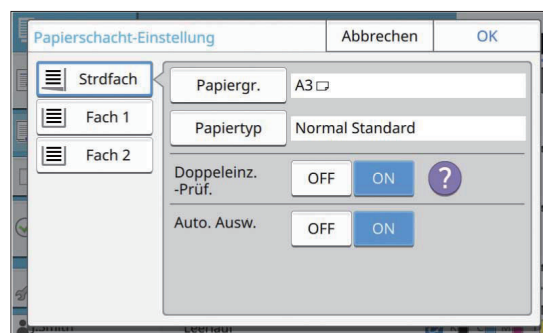 Papierschacht-Einstellung
Abbrechen
OK
Strdfach
Fach 1
Fach 2
Papiergr.
A3
Papiertyp
Normal Standard
Doppeleinz.
-Prüf.
OFF
ON
?
Auto. Ausw.
OFF
ON